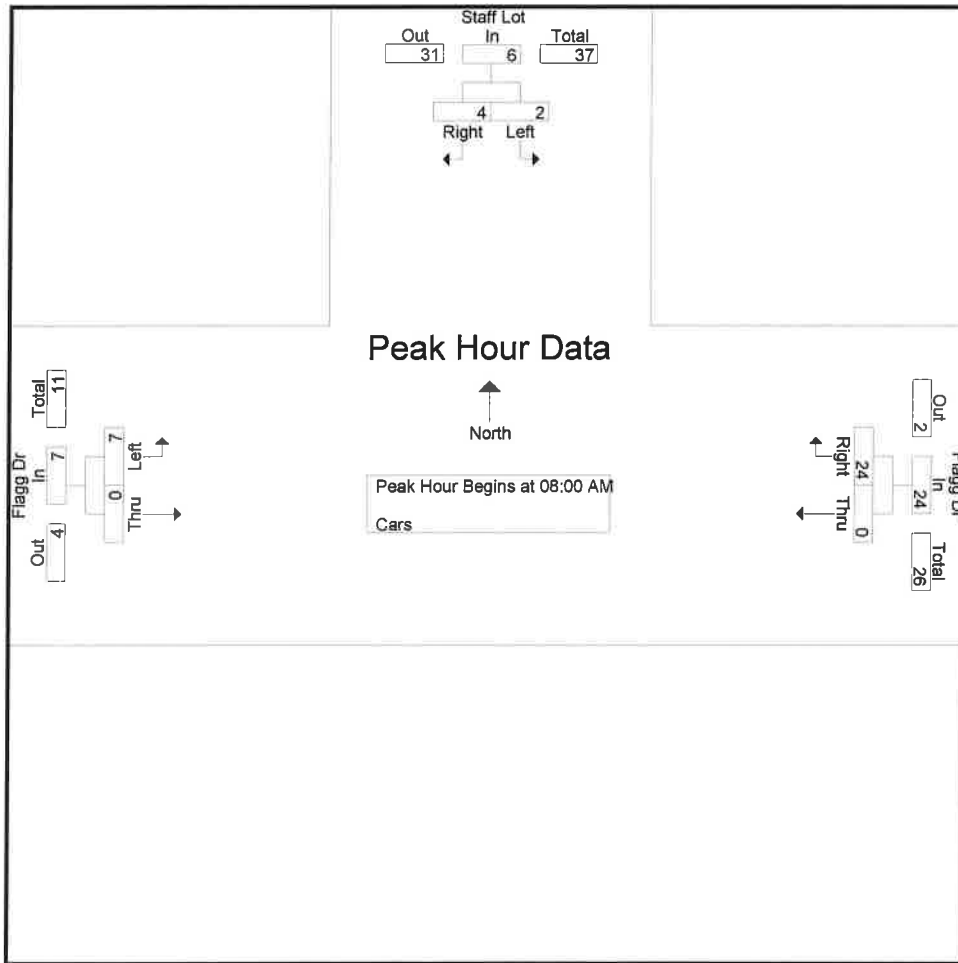 Staff Lot
Out In Total
31 6 37
4 2
Right Left
Peak Hour Data
North
Peak Hour Begins at 08:00 AM
Cars
Flagg Dr
Total In Out
11 7 4
7 0
Left Thru
Flagg Dr
Out In Total
2 24 26
24 0
Right Thru